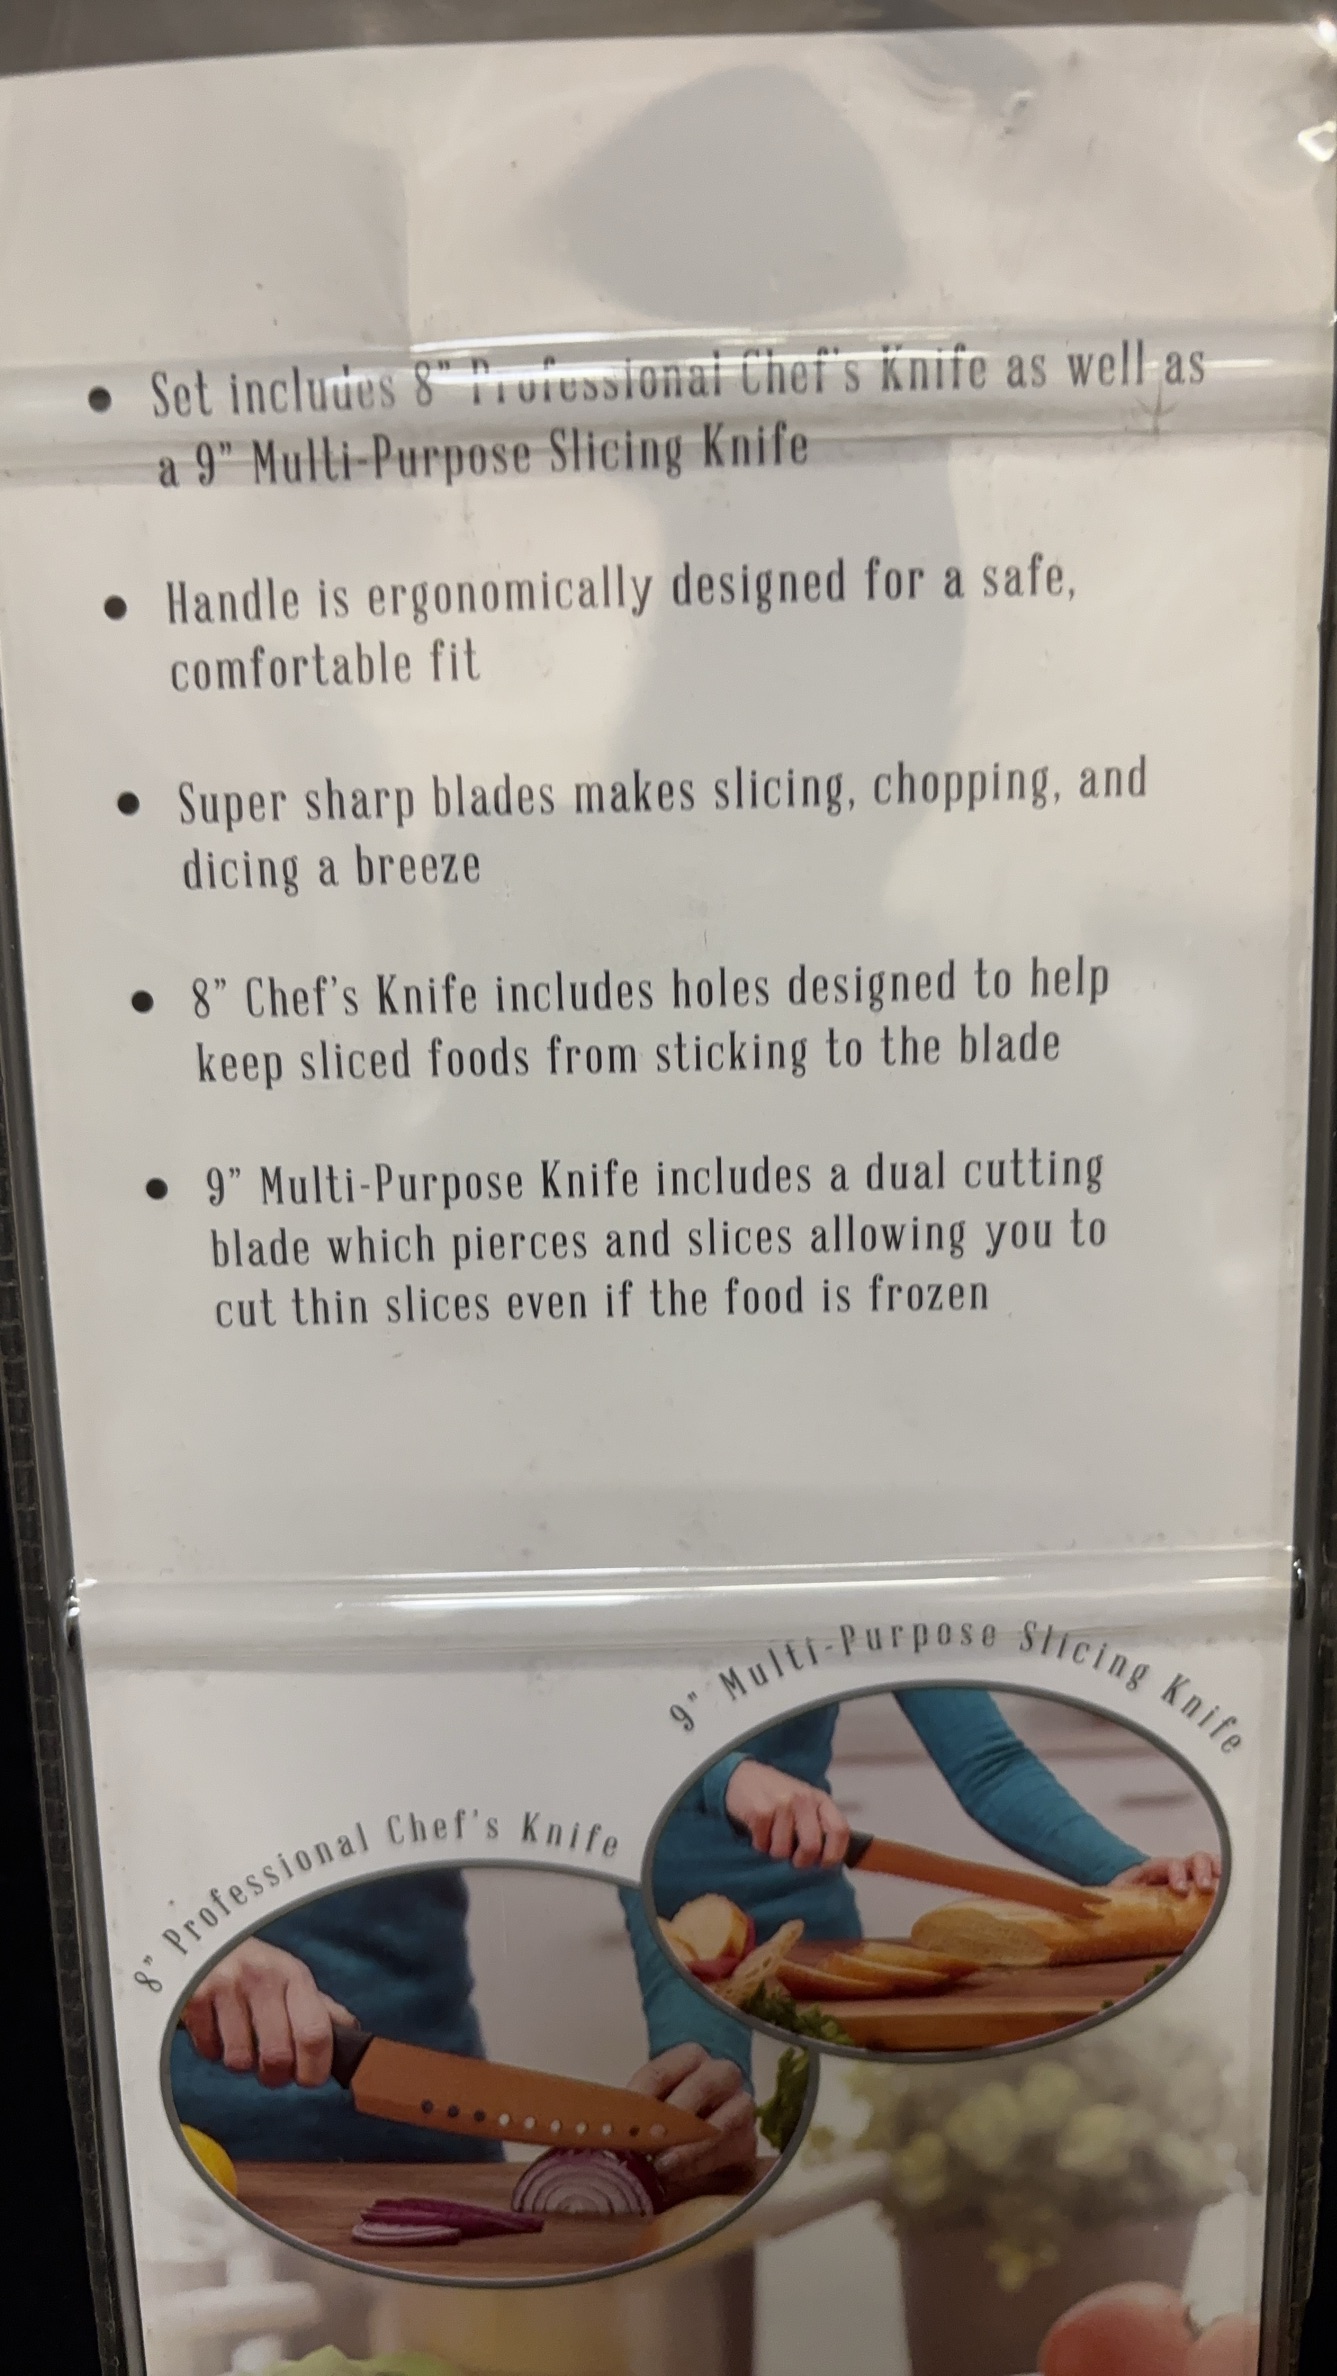 • Set includes 8” Professional Chef's Knife as well as
a 9” Multi-Purpose Slicing Knife
• Handle is ergonomically designed for a safe,
comfortable fit
• Super sharp blades makes slicing, chopping, and
dicing a breeze
• 8” Chef's Knife includes holes designed to help
keep sliced foods from sticking to the blade
• 9” Multi-Purpose Knife includes a dual cutting
blade which pierces and slices allowing you to
cut thin slices even if the food is frozen
9” Multi-Purpose Slicing Knife
8” Professional Chef's Knife